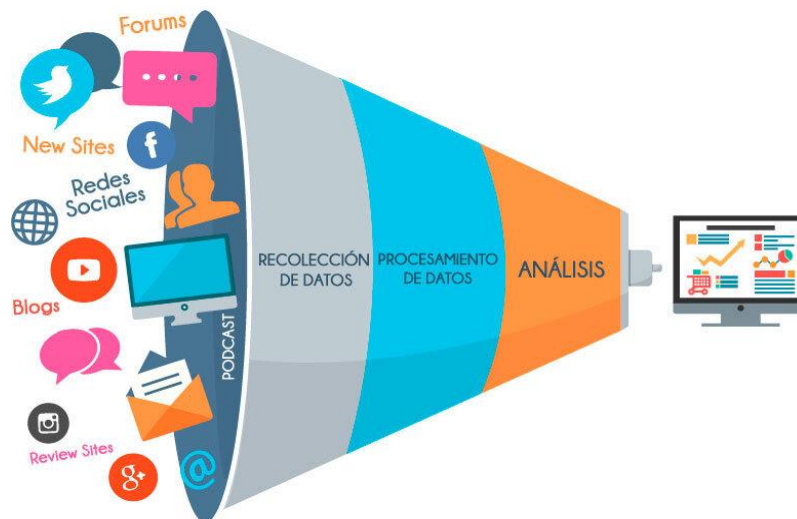 Forums
New Sites
Redes
Sociales
Blogs
Review Sites
PODCAST
RECOLECCIÓN
DE DATOS
PROCESAMIENTO
DE DATOS
ANÁLISIS
f
g+
@